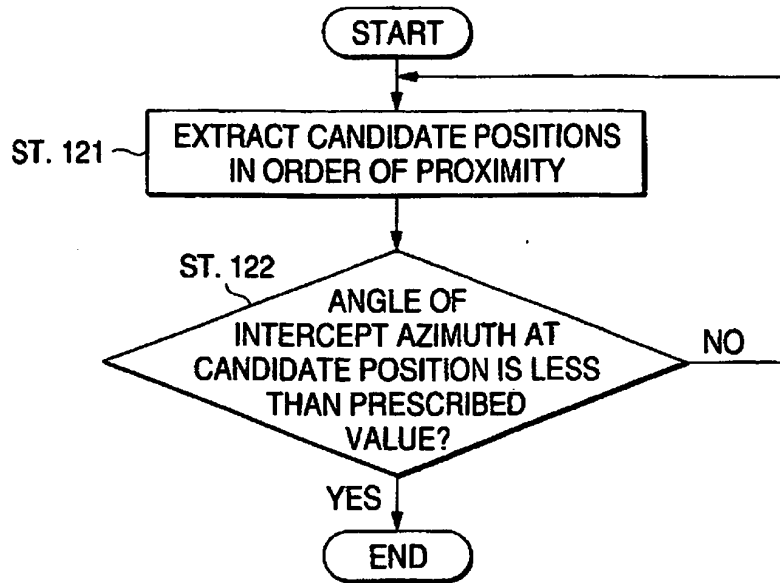 START
ST. 121
EXTRACT CANDIDATE POSITIONS
IN ORDER OF PROXIMITY
ST. 122
ANGLE OF
INTERCEPT AZIMUTH AT
CANDIDATE POSITION IS LESS
THAN PRESCRIBED
VALUE?
NO
YES
END